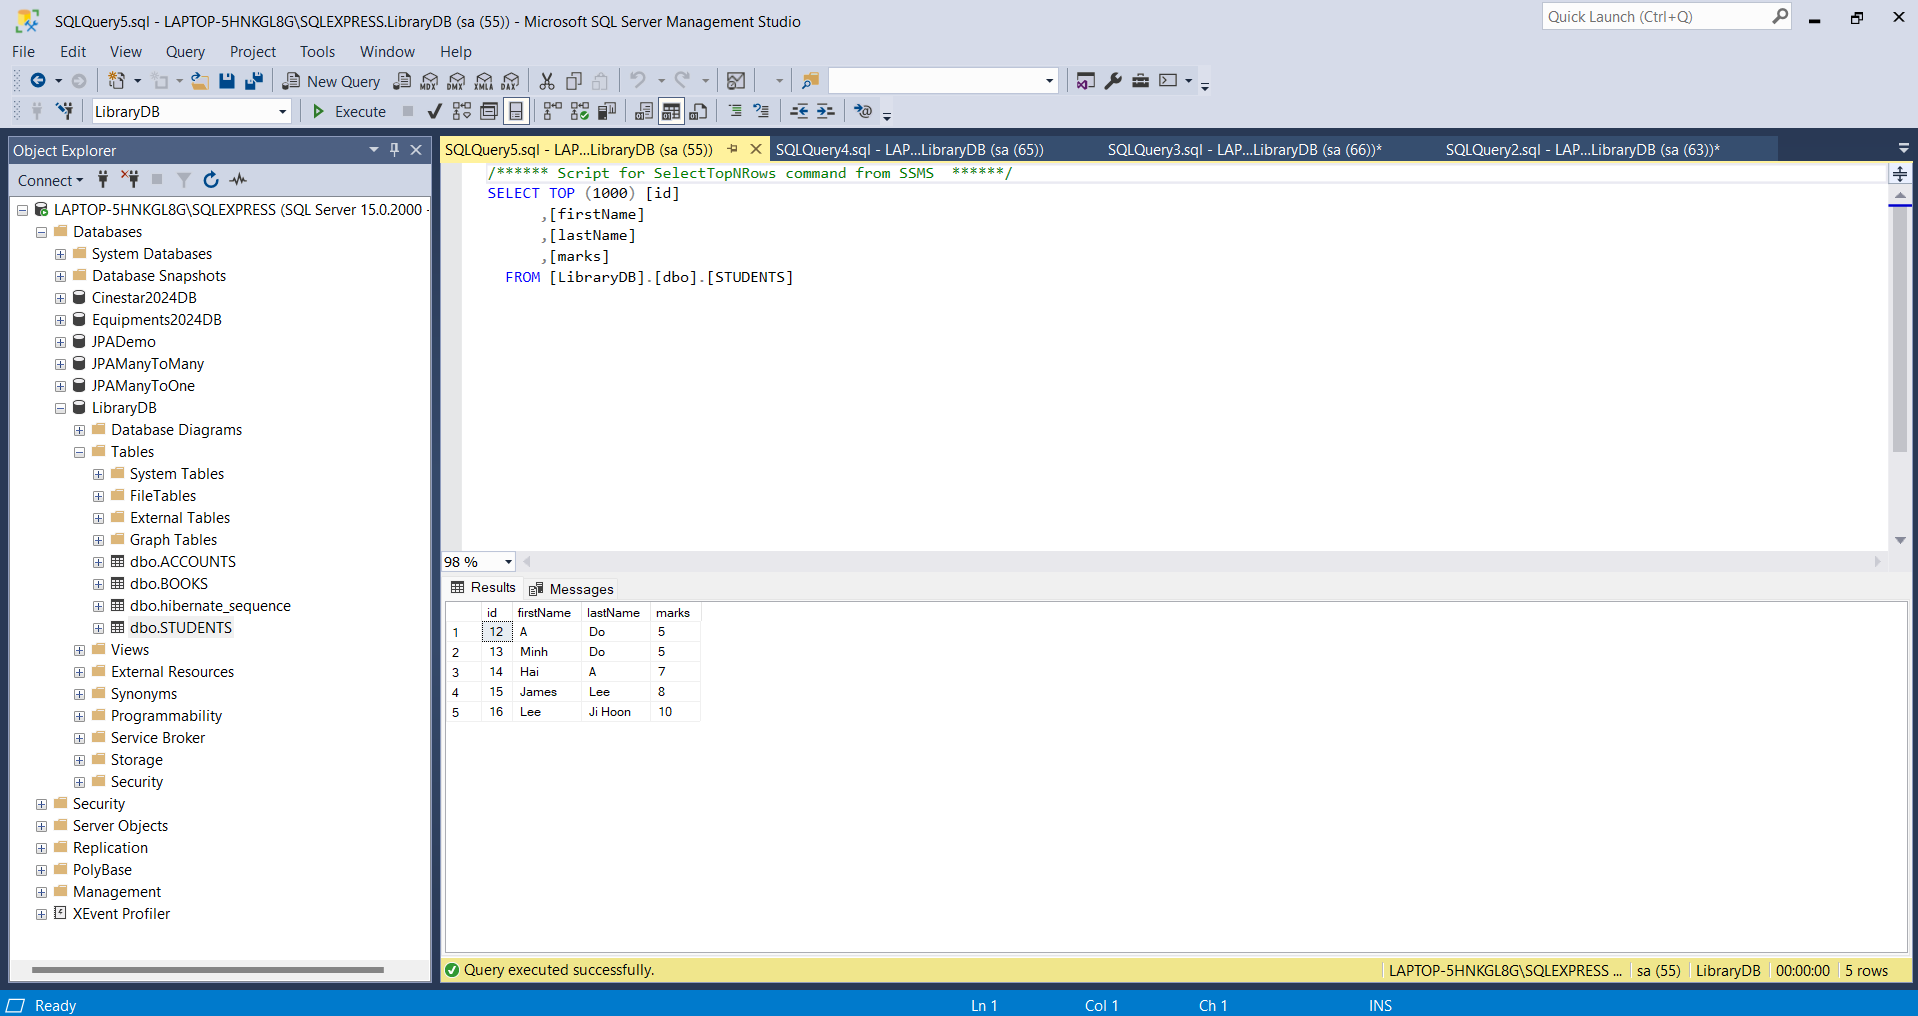 SQLQuery5.sql - LAPTOP-5HNKGL8G\SQLEXPRESS.LibraryDB (sa (55)) - Microsoft SQL Server Management Studio
Quick Launch (Ctrl+Q)
File Edit View Query Project Tools Window Help
New Query MDX DMX XMLA DAX
LibraryDB Execute
Object Explorer
Connect
LAPTOP-5HNKGL8G\SQLEXPRESS (SQL Server 15.0.2000 -
Databases
System Databases
Database Snapshots
Cinestar2024DB
Equipments2024DB
JPADemo
JPAManyToMany
JPAManyToOne
LibraryDB
Database Diagrams
Tables
System Tables
FileTables
External Tables
Graph Tables
dbo.ACCOUNTS
dbo.BOOKS
dbo.hibernate_sequence
dbo.STUDENTS
Views
External Resources
Synonyms
Programmability
Service Broker
Storage
Security
Security
Server Objects
Replication
PolyBase
Management
XEvent Profiler
SQLQuery5.sql - LAP...LibraryDB (sa (55)) SQLQuery4.sql - LAP...LibraryDB (sa (65)) SQLQuery3.sql - LAP...LibraryDB (sa (66))* SQLQuery2.sql - LAP...LibraryDB (sa (63))*
/****** Script for SelectTopNRows command from SSMS  ******/
SELECT TOP (1000) [id]
,[firstName]
,[lastName]
,[marks]
FROM [LibraryDB].[dbo].[STUDENTS]
98 %
Results Messages
id firstName lastName marks
1 12 A Do 5
2 13 Minh Do 5
3 14 Hai A 7
4 15 James Lee 8
5 16 Lee Ji Hoon 10
Query executed successfully. LAPTOP-5HNKGL8G\SQLEXPRESS ... sa (55) LibraryDB 00:00:00 5 rows
Ready Ln 1 Col 1 Ch 1 INS